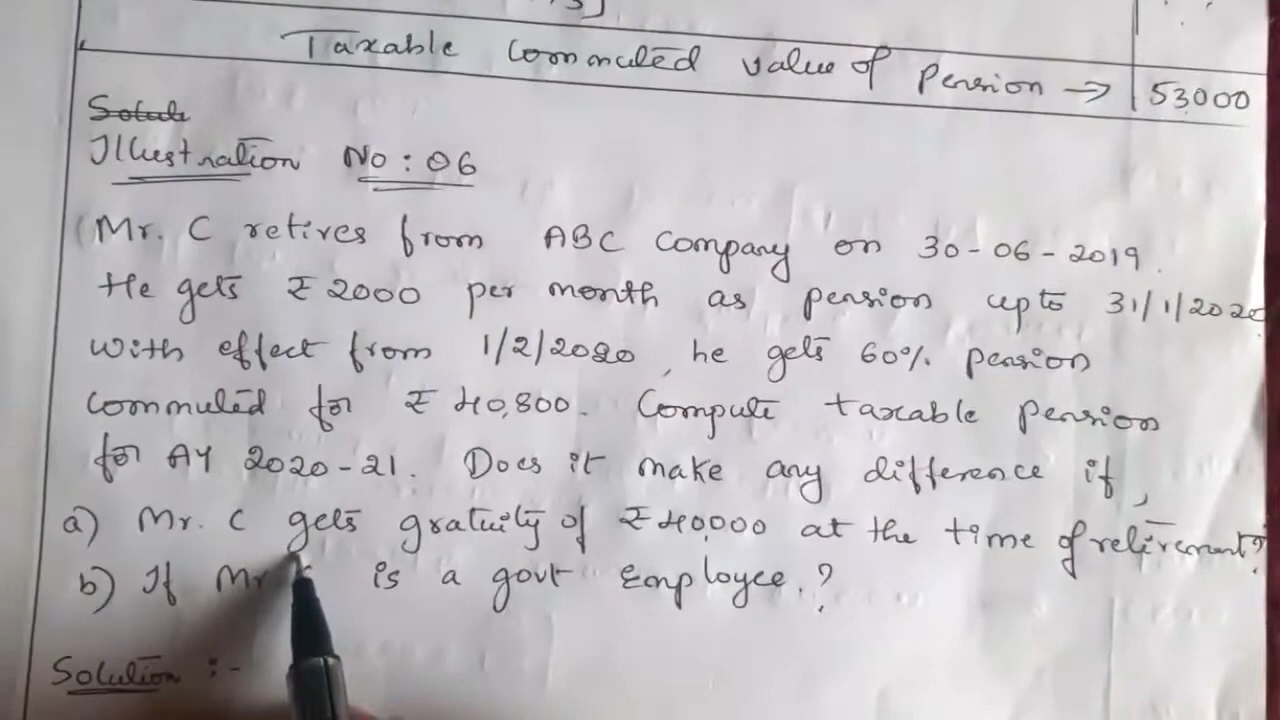 Taxable Commuted value of Pension → 53000
Solut
Illustration No : 06
Mr. C retires from ABC Company on 30-06-2019.
He gets ₹ 2000 per month as pension upto 31/1/2020
With effect from 1/2/2020, he gets 60% pension
Commuted for ₹ 40,800. Compute taxable pension
for AY 2020-21. Does it make any difference if,
a) Mr. C gets gratuity of ₹ 40,000 at the time of retirement?
b) If Mr is a govt Employee.?
Solution :-